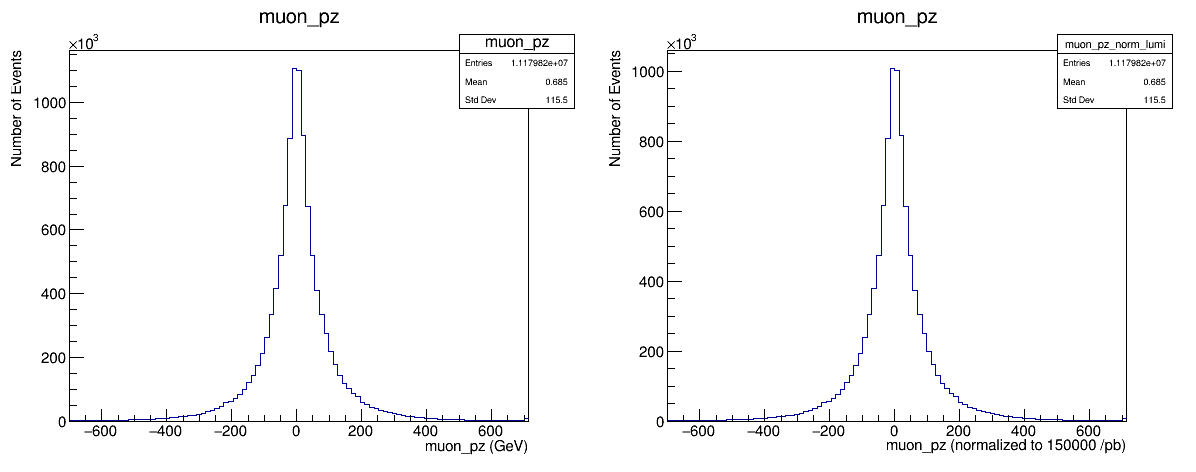 muon_pz
×10³
muon_pz
Entries 1.117982e+07
Mean 0.685
Std Dev 115.5
Number of Events
1000
800
600
400
200
0
−600 −400 −200 0 200 400 600
muon_pz (GeV)
muon_pz
×10³
muon_pz_norm_lumi
Entries 1.117982e+07
Mean 0.685
Std Dev 115.5
Number of Events
1000
800
600
400
200
0
−600 −400 −200 0 200 400 600
muon_pz (normalized to 150000 /pb)